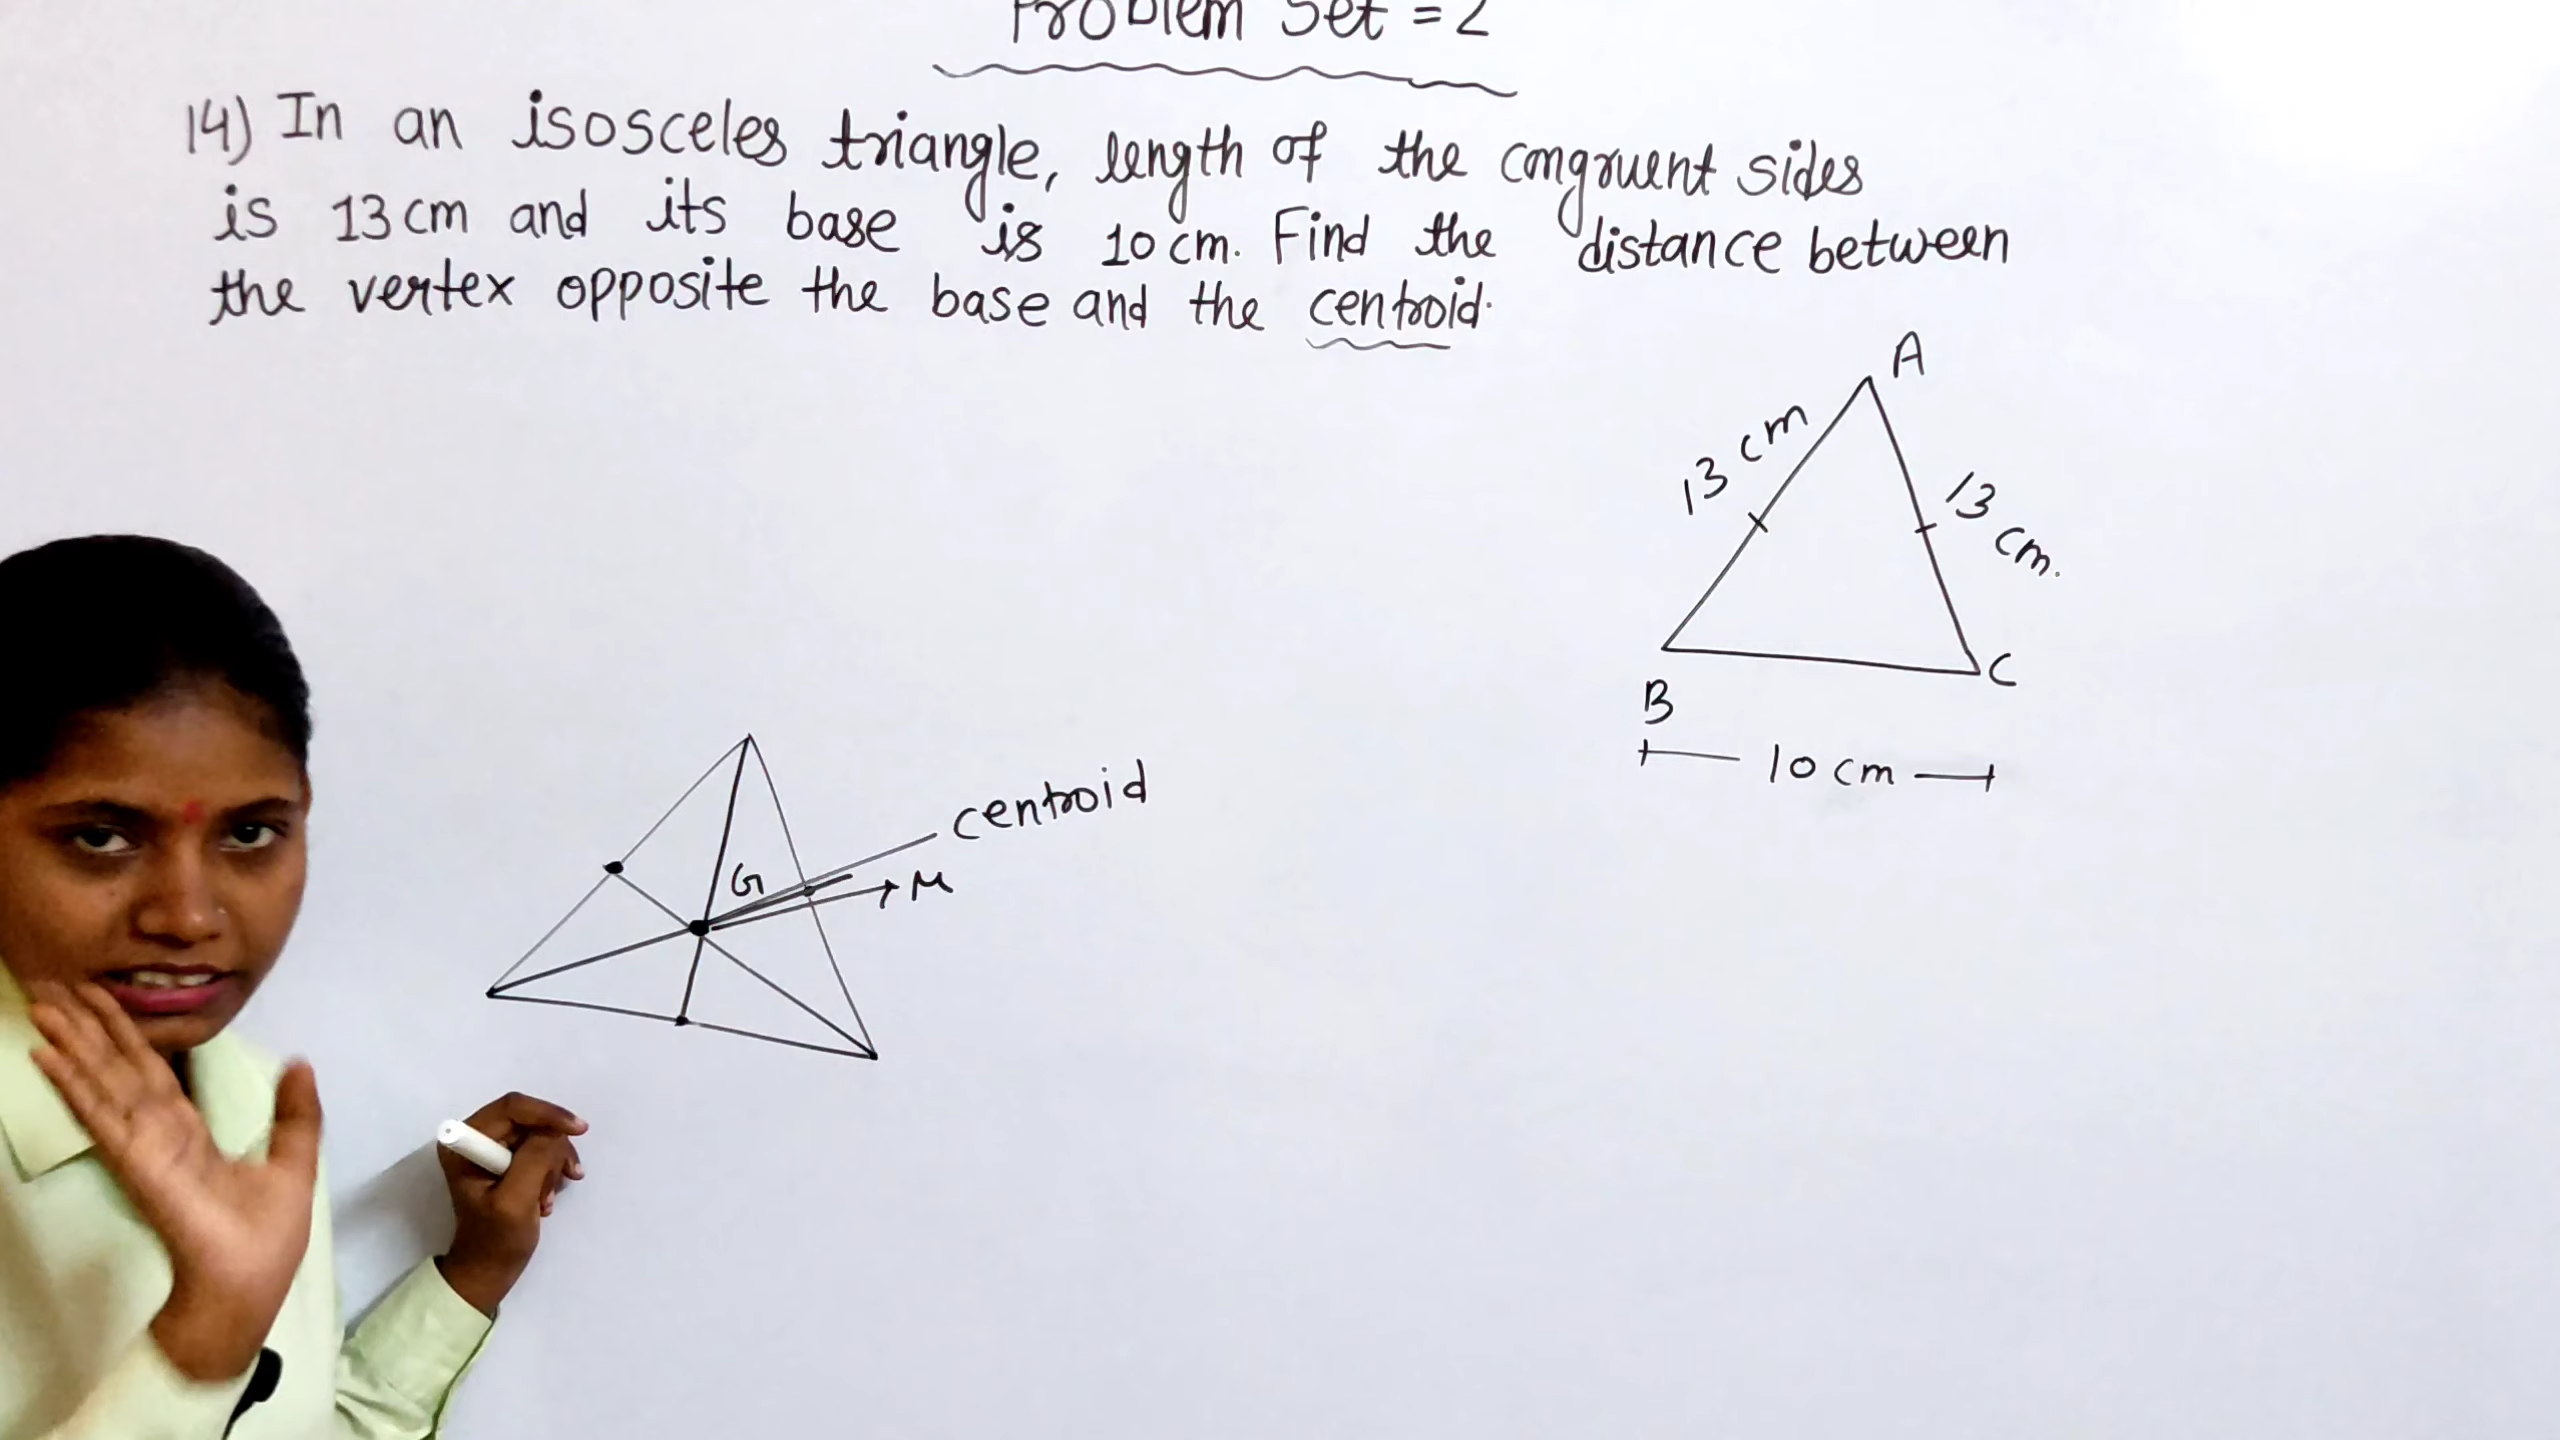 Problem Set = 2
14) In an isosceles triangle, length of the congruent sides
is 13 cm and its base is 10 cm. Find the distance between
the vertex opposite the base and the centroid.
A
13 cm
13 cm.
B
C
10 cm
centroid
G
M